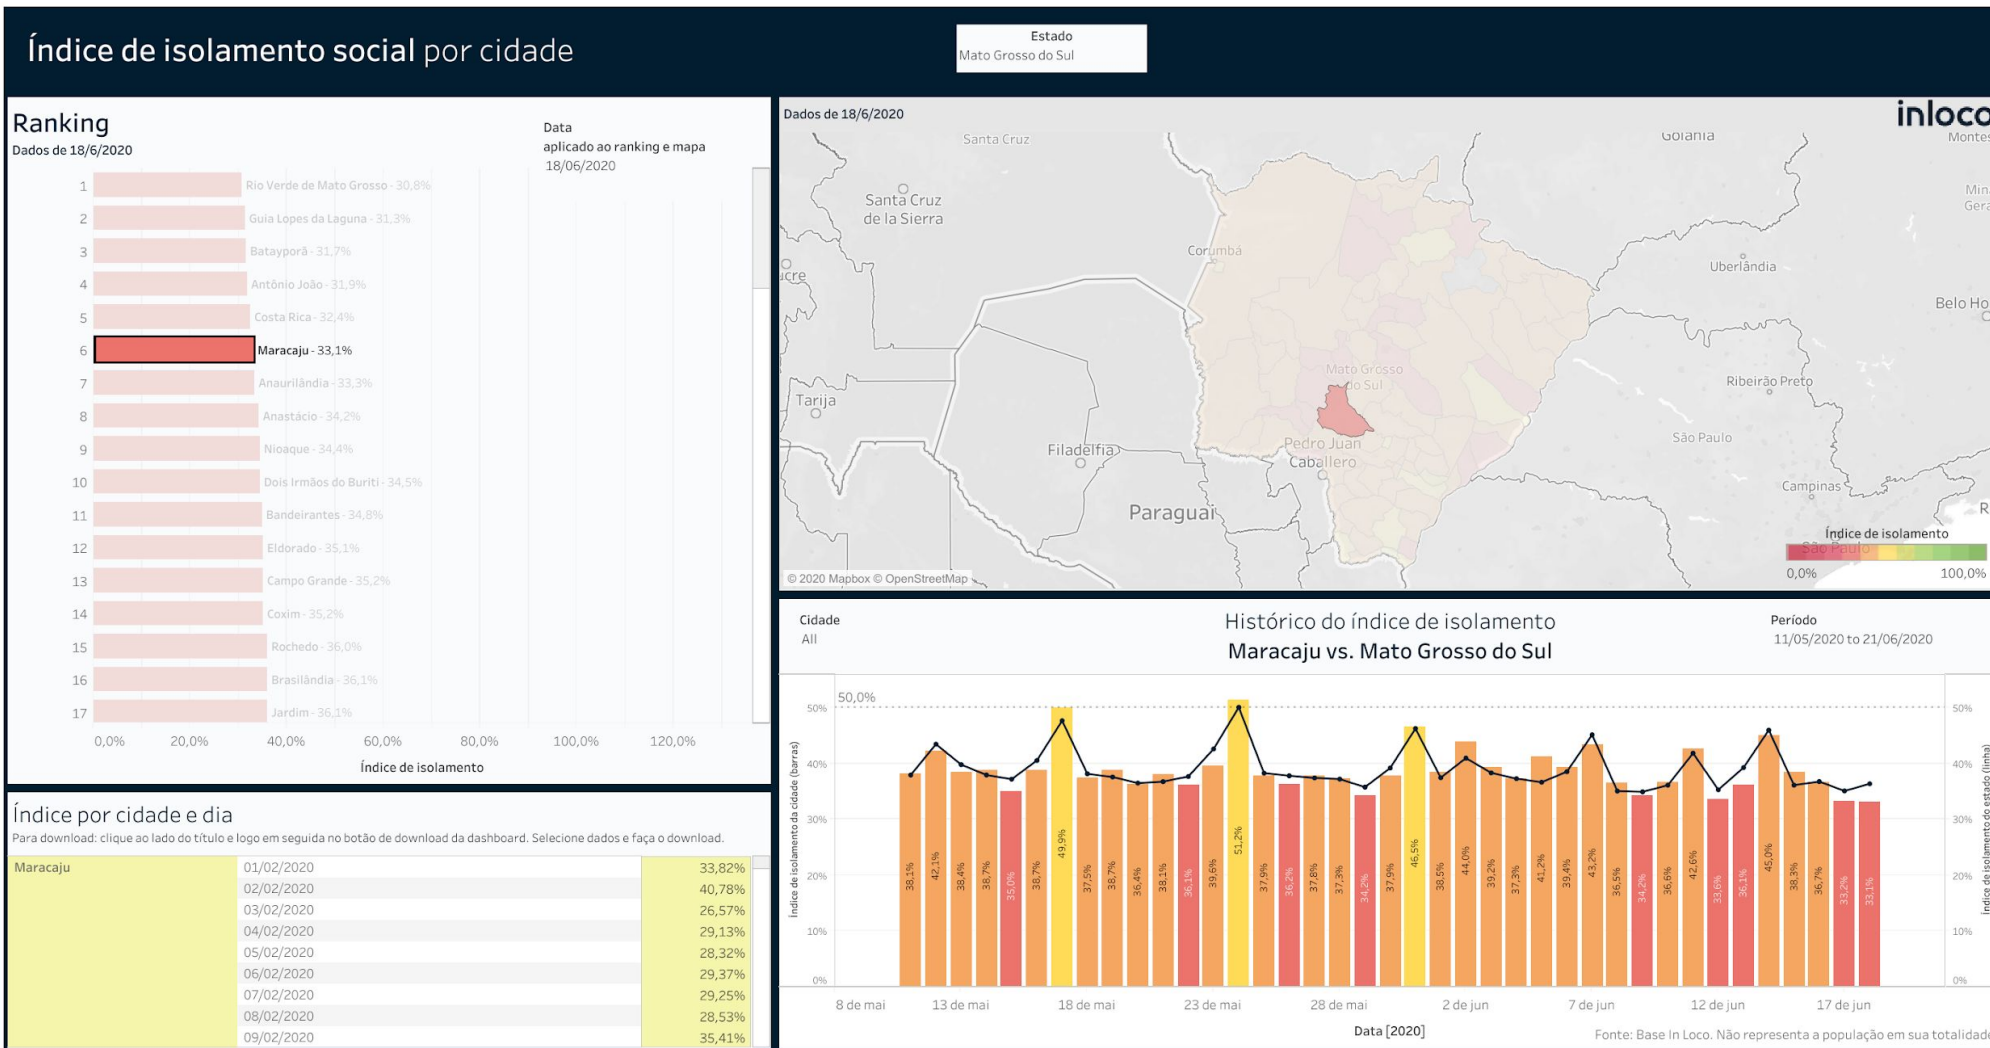 Índice de isolamento social por cidade
Estado
Mato Grosso do Sul
Ranking
Dados de 18/6/2020
Data
aplicado ao ranking e mapa
18/06/2020
1 Rio Verde de Mato Grosso - 30,8%
2 Guia Lopes da Laguna - 31,3%
3 Batayporã - 31,7%
4 Antônio João - 31,9%
5 Costa Rica - 32,4%
6 Maracaju - 33,1%
7 Anaurilândia - 33,3%
8 Anastácio - 34,2%
9 Nioaque - 34,4%
10 Dois Irmãos do Buriti - 34,5%
11 Bandeirantes - 34,8%
12 Eldorado - 35,1%
13 Campo Grande - 35,2%
14 Coxim - 35,2%
15 Rochedo - 36,0%
16 Brasilândia - 36,1%
17 Jardim - 36,1%
0,0% 20,0% 40,0% 60,0% 80,0% 100,0% 120,0%
Índice de isolamento
Índice por cidade e dia
Para download: clique ao lado do título e logo em seguida no botão de download da dashboard. Selecione dados e faça o download.
Maracaju 01/02/2020 33,82%
02/02/2020 40,78%
03/02/2020 26,57%
04/02/2020 29,13%
05/02/2020 28,32%
06/02/2020 29,37%
07/02/2020 29,25%
08/02/2020 28,53%
09/02/2020 35,41%
Dados de 18/6/2020
inloco
Santa Cruz
Goiânia
Montes
Santa Cruz
de la Sierra
Min
Gera
Corumbá
Uberlândia
ucre
Belo Ho
Mato Grosso
do Sul
Ribeirão Preto
Tarija
São Paulo
Pedro Juan
Caballero
Filadélfia
Campinas
Paraguai
R
Índice de isolamento
São Paulo
0,0% 100,0%
© 2020 Mapbox © OpenStreetMap
Cidade
All
Histórico do índice de isolamento
Maracaju vs. Mato Grosso do Sul
Período
11/05/2020 to 21/06/2020
50,0%
Índice de isolamento da cidade (barras)
50%
40%
30%
20%
10%
0%
38,1% 42,1% 38,4% 38,7% 35,0% 38,7% 49,9% 37,5% 38,7% 36,4% 38,1% 36,1% 39,6% 51,2% 37,9% 36,2% 37,8% 37,3% 34,2% 37,9% 46,5% 38,5% 44,0% 39,2% 37,3% 41,2% 39,4% 43,2% 36,5% 34,2% 36,6% 42,6% 33,6% 36,1% 45,0% 38,3% 36,7% 33,2% 33,1%
50%
40%
30%
20%
10%
0%
Índice de isolamento do estado (linha)
8 de mai 13 de mai 18 de mai 23 de mai 28 de mai 2 de jun 7 de jun 12 de jun 17 de jun
Data [2020]
Fonte: Base In Loco. Não representa a população em sua totalidade